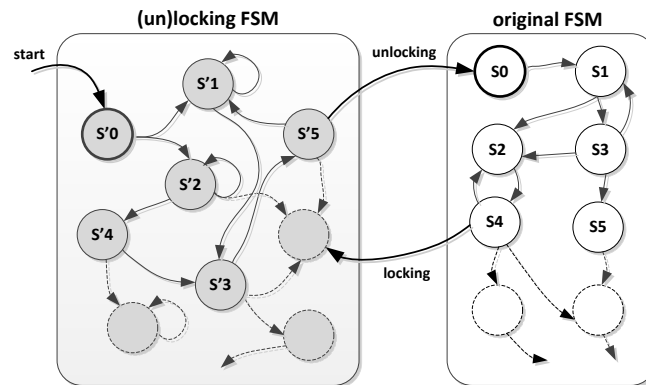 (un)locking FSM
original FSM
start
unlocking
S'0
S'1
S'5
S'2
S'4
S'3
S0
S1
S2
S3
S4
S5
locking